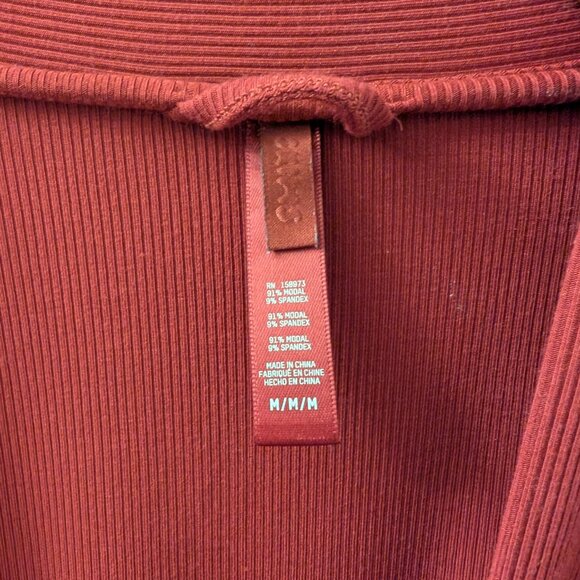 SKIMS
RN 158973
91% MODAL
9% SPANDEX
91% MODAL
9% SPANDEX
91% MODAL
9% SPANDEX
MADE IN CHINA
FABRIQUÉ EN CHINE
HECHO EN CHINA
M/M/M